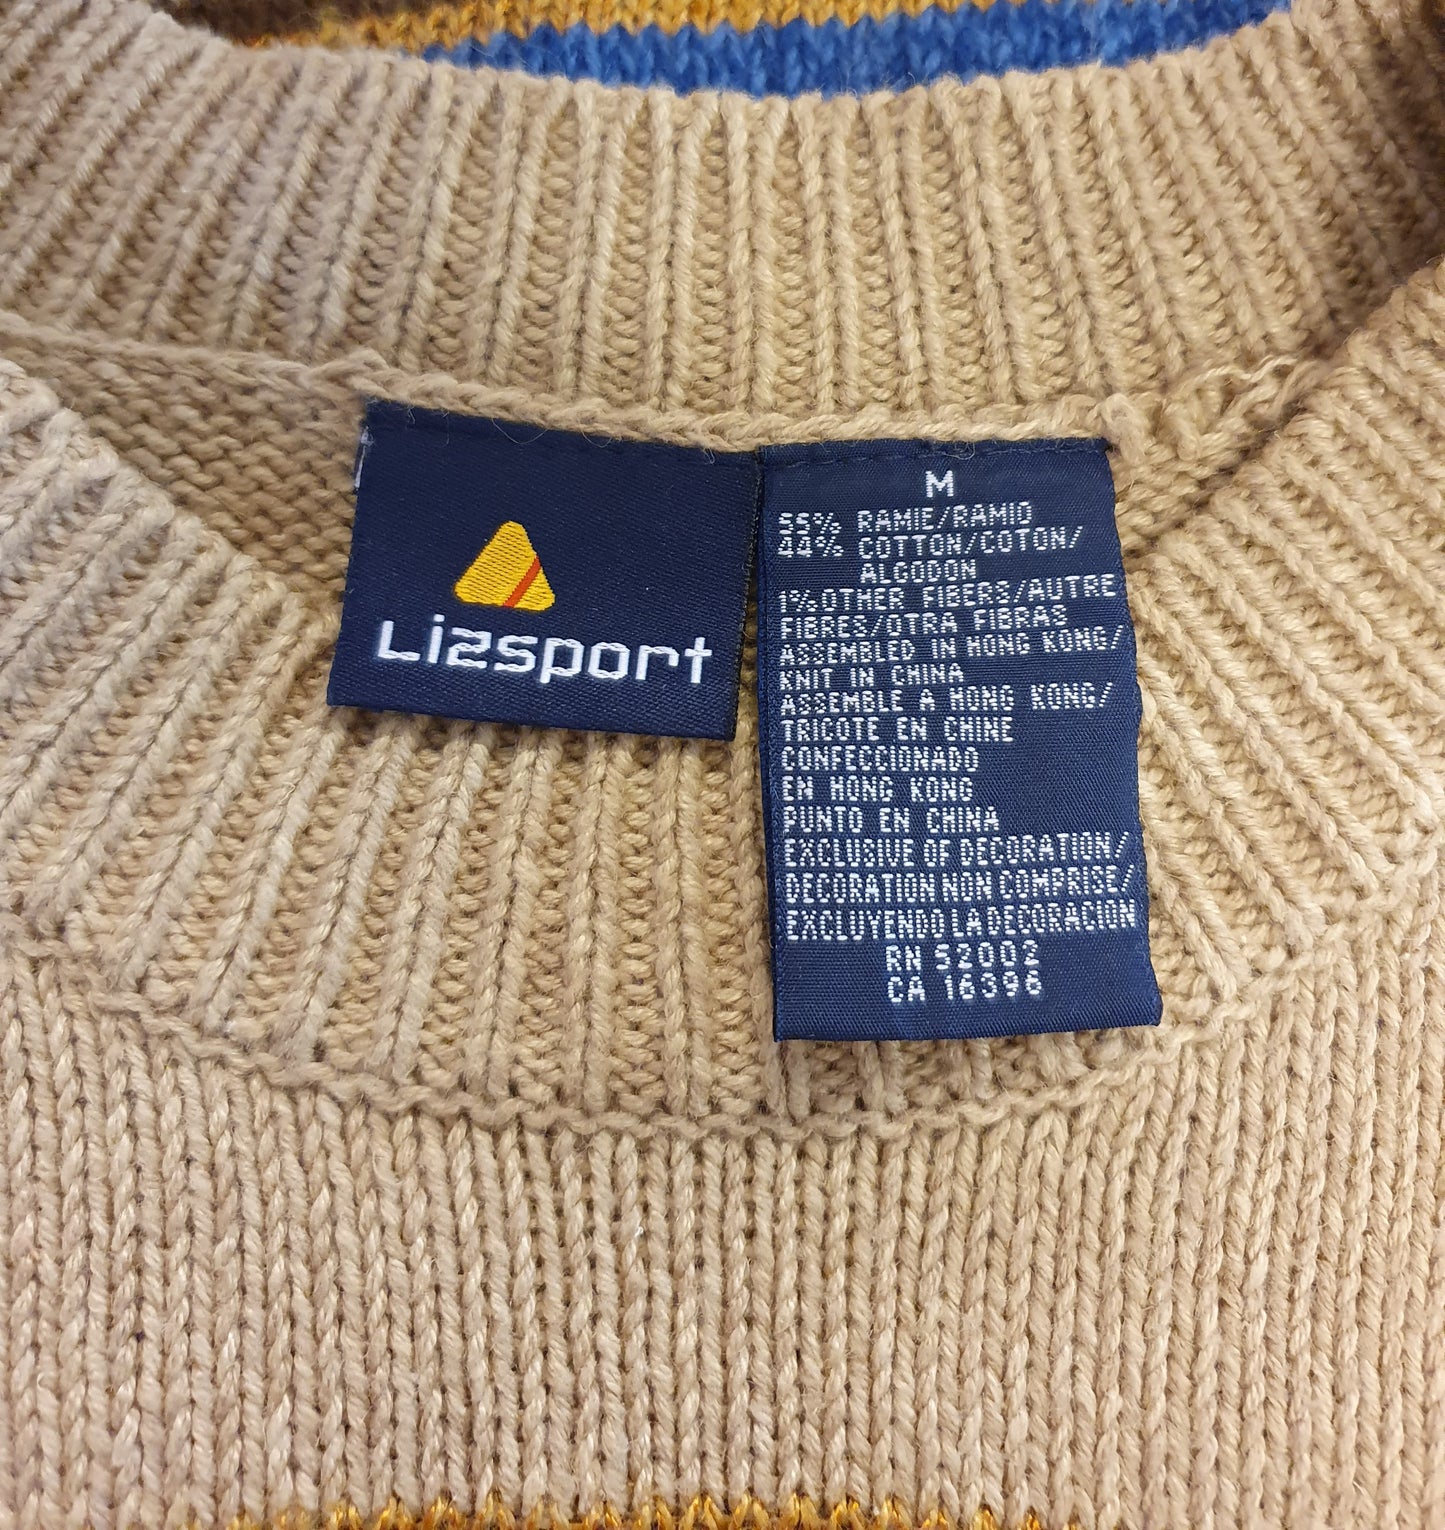 Lizsport
M
55% RAMIE/RAMIO
44% COTTON/COTON/
ALGODON
1% OTHER FIBERS/AUTRE
FIBRES/OTRA FIBRAS
ASSEMBLED IN HONG KONG/
KNIT IN CHINA
ASSEMBLE A HONG KONG/
TRICOTE EN CHINE
CONFECCIONADO
EN HONG KONG
PUNTO EN CHINA
EXCLUSIVE OF DECORATION/
DECORATION NON COMPRISE/
EXCLUYENDO LA DECORACION
RN 52002
CA 16396